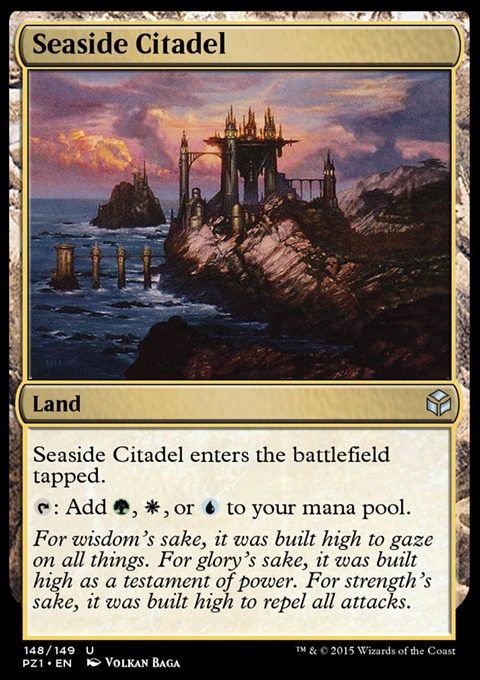 Seaside Citadel
Land
Seaside Citadel enters the battlefield
tapped.
: Add , , or to your mana pool.
For wisdom's sake, it was built high to gaze
on all things. For glory's sake, it was built
high as a testament of power. For strength's
sake, it was built high to repel all attacks.
148/149 U
PZ1 • EN Volkan Baga
™ & © 2015 Wizards of the Coast